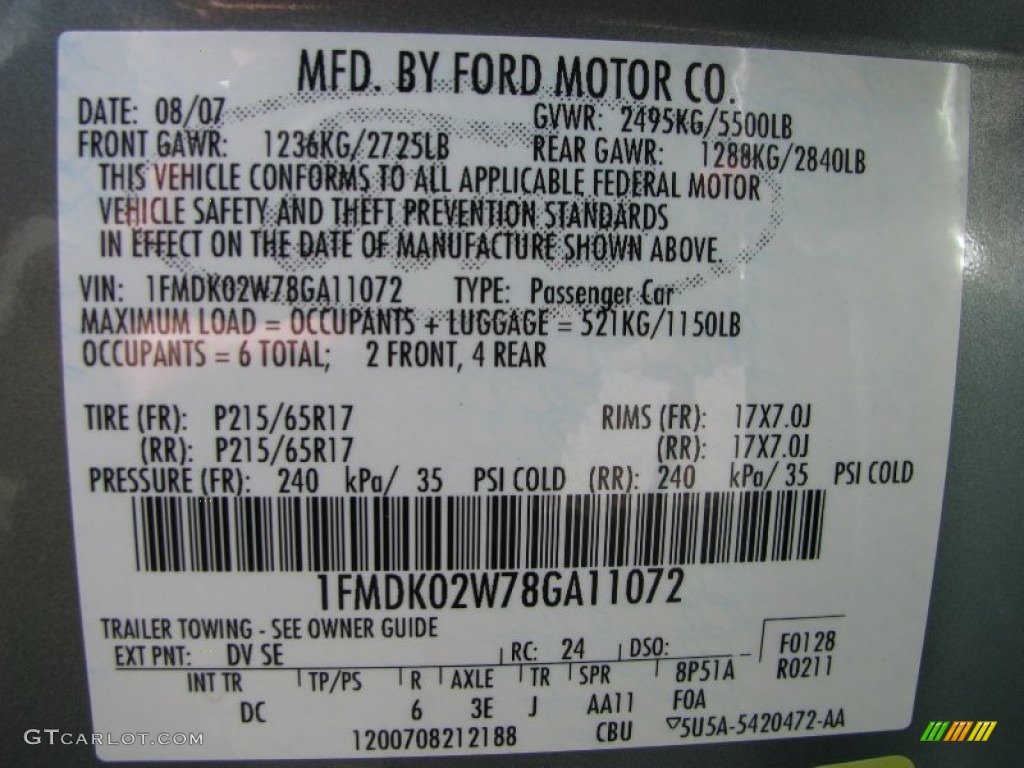 MFD. BY FORD MOTOR CO.
DATE: 08/07 GVWR: 2495KG/5500LB
FRONT GAWR: 1236KG/2725LB REAR GAWR: 1288KG/2840LB
THIS VEHICLE CONFORMS TO ALL APPLICABLE FEDERAL MOTOR
VEHICLE SAFETY AND THEFT PREVENTION STANDARDS
IN EFFECT ON THE DATE OF MANUFACTURE SHOWN ABOVE.
VIN: 1FMDK02W78GA11072 TYPE: Passenger Car
MAXIMUM LOAD = OCCUPANTS + LUGGAGE = 521KG/1150LB
OCCUPANTS = 6 TOTAL; 2 FRONT, 4 REAR
TIRE (FR): P215/65R17 RIMS (FR): 17X7.0J
(RR): P215/65R17 (RR): 17X7.0J
PRESSURE (FR): 240 kPa/ 35 PSI COLD (RR): 240 kPa/ 35 PSI COLD
1FMDK02W78GA11072
TRAILER TOWING - SEE OWNER GUIDE
EXT PNT: DV SE RC: 24 DSO: F0128
INT TR TP/PS R AXLE TR SPR 8P51A R0211
DC 6 3E J AA11 F0A
1200708212188 CBU 5U5A-5420472-AA
GTCARLOT.COM